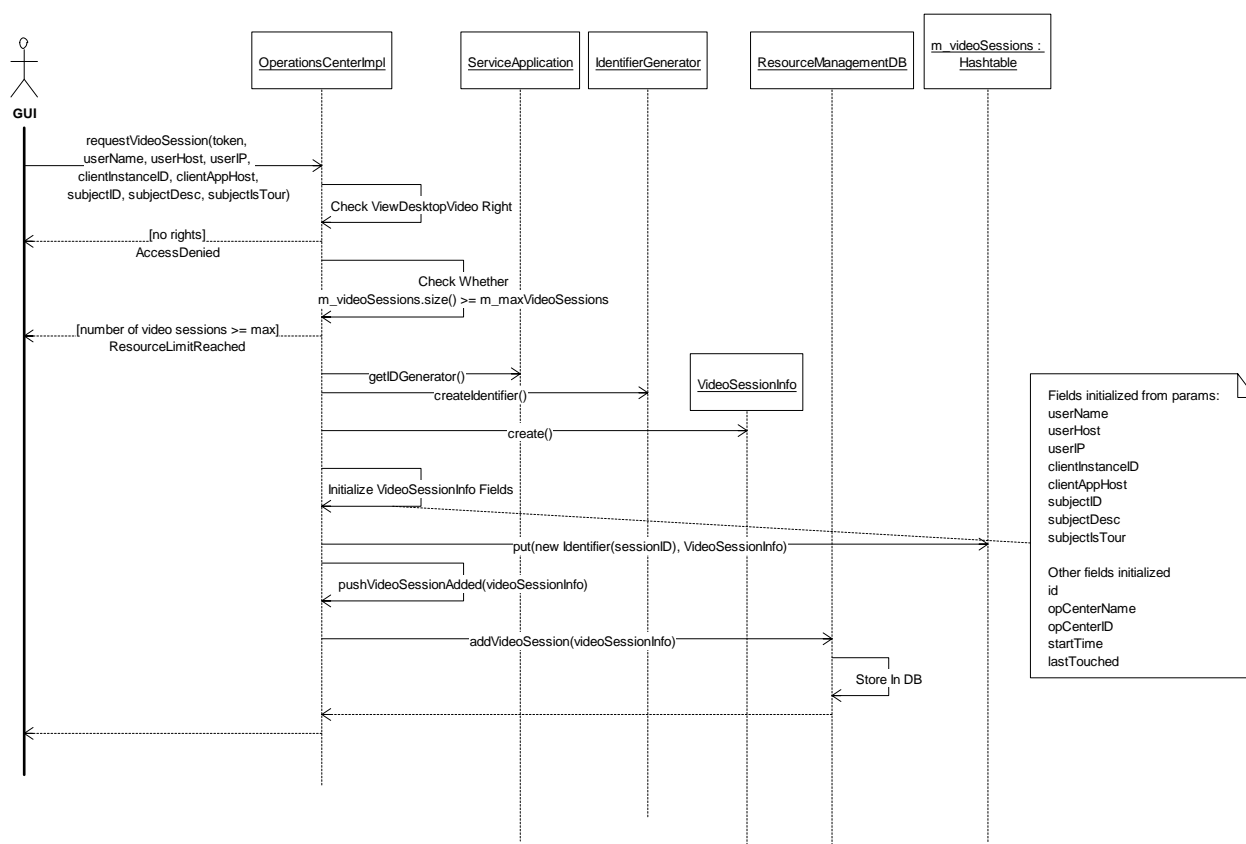 m_videoSessions :
Hashtable
OperationsCenterImpl
ServiceApplication
IdentifierGenerator
ResourceManagementDB
GUI
requestVideoSession(token,
userName, userHost, userIP,
clientInstanceID, clientAppHost,
subjectID, subjectDesc, subjectIsTour)
Check ViewDesktopVideo Right
[no rights]
AccessDenied
Check Whether
m_videoSessions.size() >= m_maxVideoSessions
[number of video sessions >= max]
ResourceLimitReached
getIDGenerator()
createIdentifier()
VideoSessionInfo
create()
Initialize VideoSessionInfo Fields
put(new Identifier(sessionID), VideoSessionInfo)
pushVideoSessionAdded(videoSessionInfo)
addVideoSession(videoSessionInfo)
Store In DB
Fields initialized from params:
userName
userHost
userIP
clientInstanceID
clientAppHost
subjectID
subjectDesc
subjectIsTour
Other fields initialized
id
opCenterName
opCenterID
startTime
lastTouched